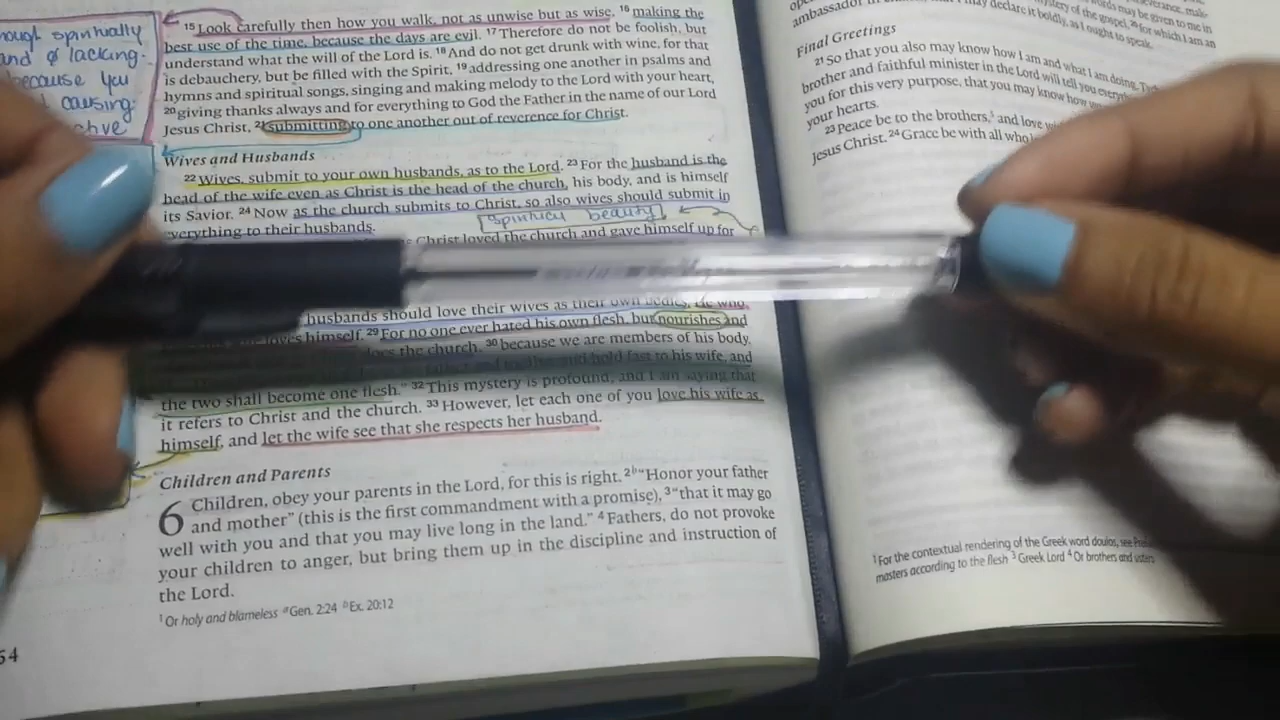 ough spiritually
and & lacking.
because you
causing:
15 Look carefully then how you walk, not as unwise but as wise, 16 making the
best use of the time, because the days are evil. 17 Therefore do not be foolish, but
understand what the will of the Lord is. 18 And do not get drunk with wine, for that
is debauchery, but be filled with the Spirit, 19 addressing one another in psalms and
hymns and spiritual songs, singing and making melody to the Lord with your heart,
20 giving thanks always and for everything to God the Father in the name of our Lord
Jesus Christ, 21 submitting to one another out of reverence for Christ.
Wives and Husbands
22 Wives, submit to your own husbands, as to the Lord. 23 For the husband is the
head of the wife even as Christ is the head of the church, his body, and is himself
its Savior. 24 Now as the church submits to Christ, so also wives should submit in
everything to their husbands.
beauty
Christ loved the church and gave himself up for
husbands should love their wives as their own bodies. He who
loves himself. 29 For no one ever hated his own flesh, but nourishes and
the church. 30 because we are members of his body.
hold fast to his wife, and
the two shall become one flesh." 32 This mystery is profound, and I am saying that
it refers to Christ and the church. 33 However, let each one of you love his wife as
himself, and let the wife see that she respects her husband.
Children and Parents
6 Children, obey your parents in the Lord, for this is right. 2 b "Honor your father
and mother" (this is the first commandment with a promise), 3 "that it may go
well with you and that you may live long in the land." 4 Fathers, do not provoke
your children to anger, but bring them up in the discipline and instruction of
the Lord.
1 Or holy and blameless a Gen. 2:24 b Ex. 20:12
54
ambassador in may declare it boldly, as I ought to speak.
Final Greetings
21 So that you also may know how I am and what I am doing,
brother and faithful minister in the Lord will tell you
you for this very purpose, that you may know how
your hearts.
23 Peace be to the brothers, and love
Jesus Christ. 24 Grace be with all who
1 For the contextual rendering of the Greek word doulos, see
masters according to the flesh 3 Greek Lord 4 Or brothers and sisters